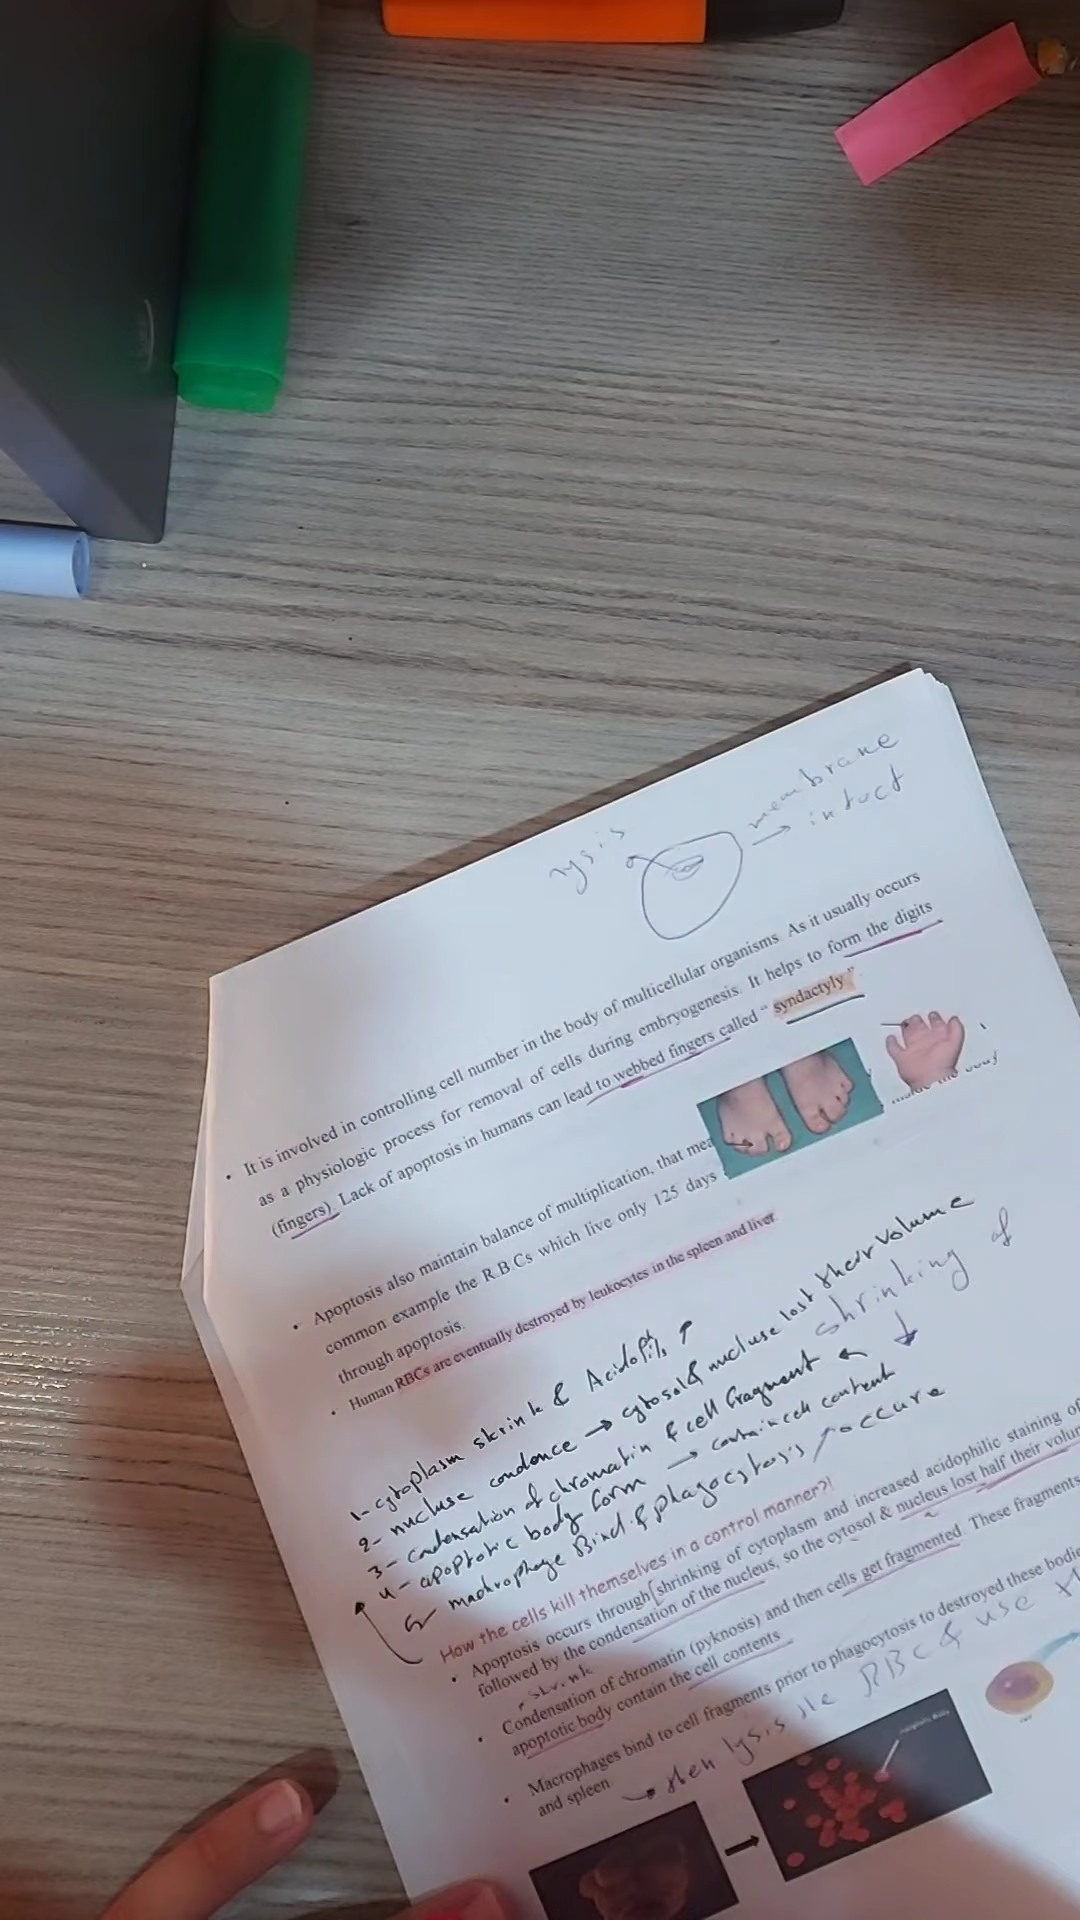 membrane
lysis → intact
• It is involved in controlling cell number in the body of multicellular organisms. As it usually occurs
as a physiologic process for removal of cells during embryogenesis. It helps to form the digits
(fingers). Lack of apoptosis in humans can lead to webbed fingers called “ syndactyly ”
• Apoptosis also maintain balance of multiplication, that mea
common example the R.B.Cs which live only 125 days
through apoptosis.
• Human RBCs are eventually destroyed by leukocytes in the spleen and liver
1- cytoplasm shrink & Acidophil ↑
2- nucluse condence → cytosol & nucluse lost therr volume
3- condensation of chromatin & cell fragment ← shrinking of
4- apoptotic body form → contain cell content
5- machrophage Bind & phagocytosis occure
How the cells kill themselves in a control manner?!
• Apoptosis occurs through shrinking of cytoplasm and increased acidophilic staining of
followed by the condensation of the nucleus, so the cytosol & nucleus lost half their volum
shrink
• Condensation of chromatin (pyknosis) and then cells get fragmented. These fragments
apoptotic body contain the cell contents
• Macrophages bind to cell fragments prior to phagocytosis to destroyed these bodie
and spleen → then lysis the RBC & use